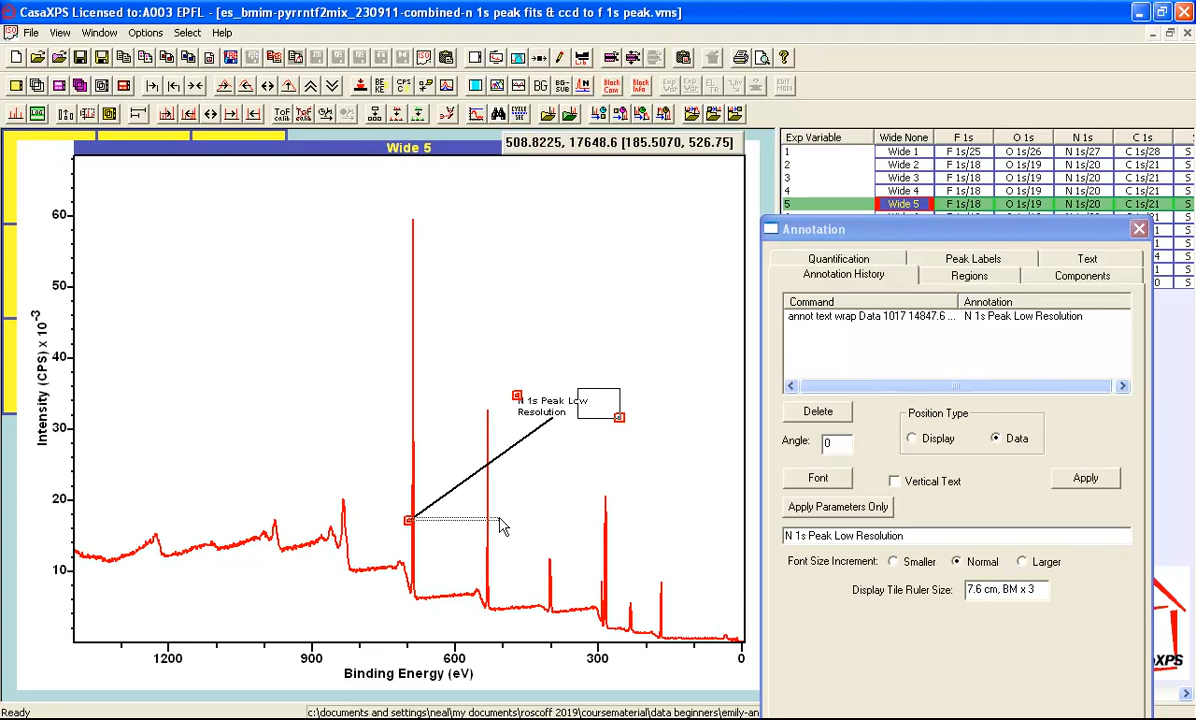 CasaXPS Licensed to:A003 EPFL - [es_bmim-pyrrntf2mix_230911-combined-n 1s peak fits & ccd to f 1s peak.vms]
File View Window Options Select Help
Wide 5
508.8225, 17648.6 [185.5070, 526.75]
Exp Variable Wide None F 1s O 1s N 1s C 1s
1 Wide 1 F 1s/25 O 1s/26 N 1s/27 C 1s/28 S
2 Wide 2 F 1s/18 O 1s/19 N 1s/20 C 1s/21 S
3 Wide 3 F 1s/18 O 1s/19 N 1s/20 C 1s/21 S
4 Wide 4 F 1s/18 O 1s/19 N 1s/20 C 1s/21 S
5 Wide 5 F 1s/18 O 1s/19 N 1s/20 C 1s/21 S
Annotation
Quantification Peak Labels Text
Annotation History Regions Components
Command Annotation
annot text wrap Data 1017 14847.6 ... N 1s Peak Low Resolution
Delete
Position Type
Display Data
Angle: 0
Font
Vertical Text
Apply
Apply Parameters Only
N 1s Peak Low Resolution
Font Size Increment: Smaller Normal Larger
Display Tile Ruler Size: 7.6 cm, BM x 3
Intensity (CPS) x 10⁻³
60
50
40
30
20
10
N 1s Peak Low
Resolution
1200 900 600 300 0
Binding Energy (eV)
Ready
c:\documents and settings\neal\my documents\roscoff 2019\coursematerial\data beginners\emily-an